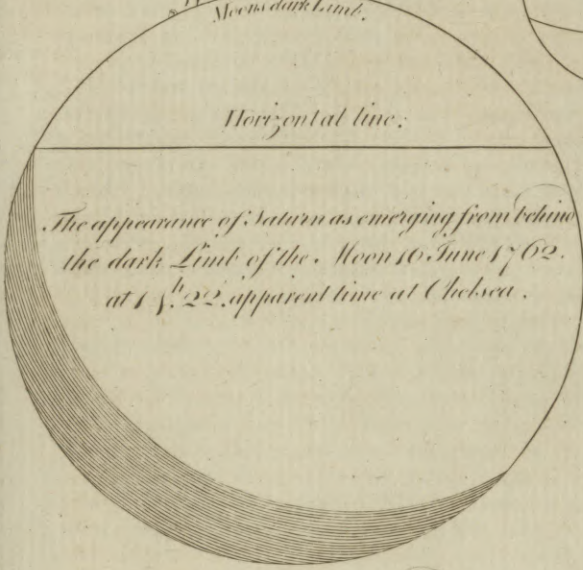 Moons dark Limb.
Horizontal line.
The appearance of Saturn as emerging from behind
the dark Limb of the Moon 16 June 1762.
at h. 22. apparent time at Chelsea.